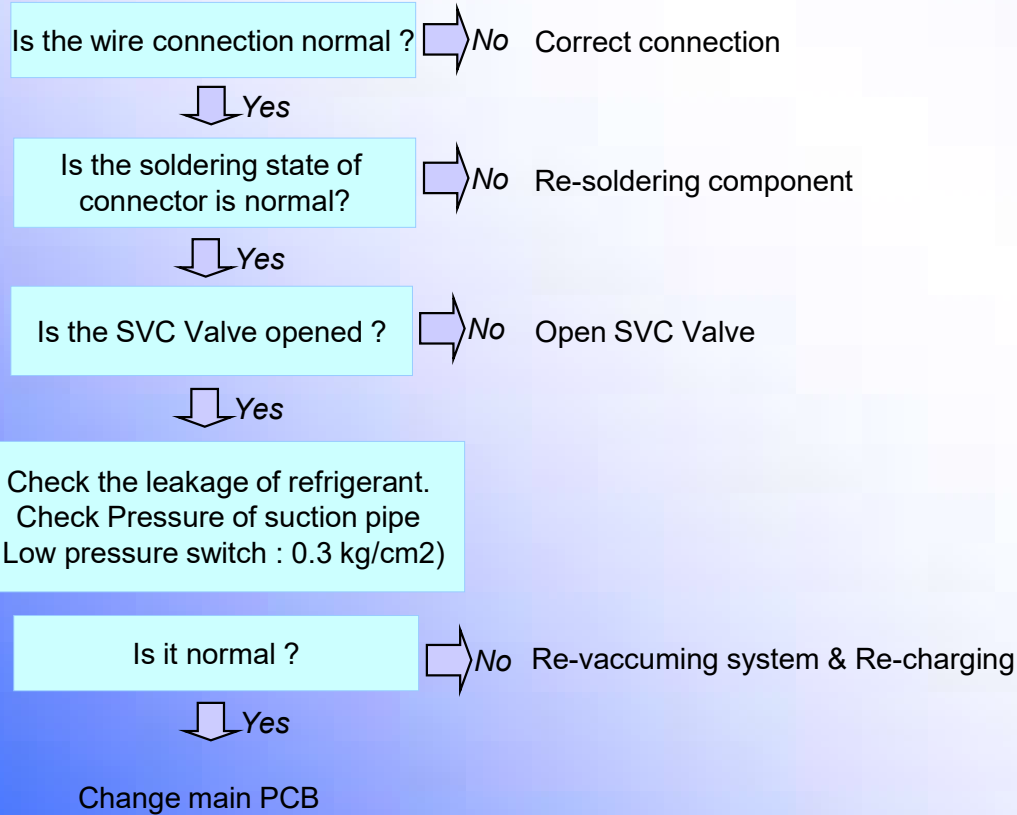 Is the wire connection normal ? No Correct connection
Yes
Is the soldering state of
connector is normal?
No Re-soldering component
Yes
Is the SVC Valve opened ? No Open SVC Valve
Yes
Check the leakage of refrigerant.
Check Pressure of suction pipe
Low pressure switch : 0.3 kg/cm2)
Is it normal ? No Re-vaccuming system & Re-charging
Yes
Change main PCB